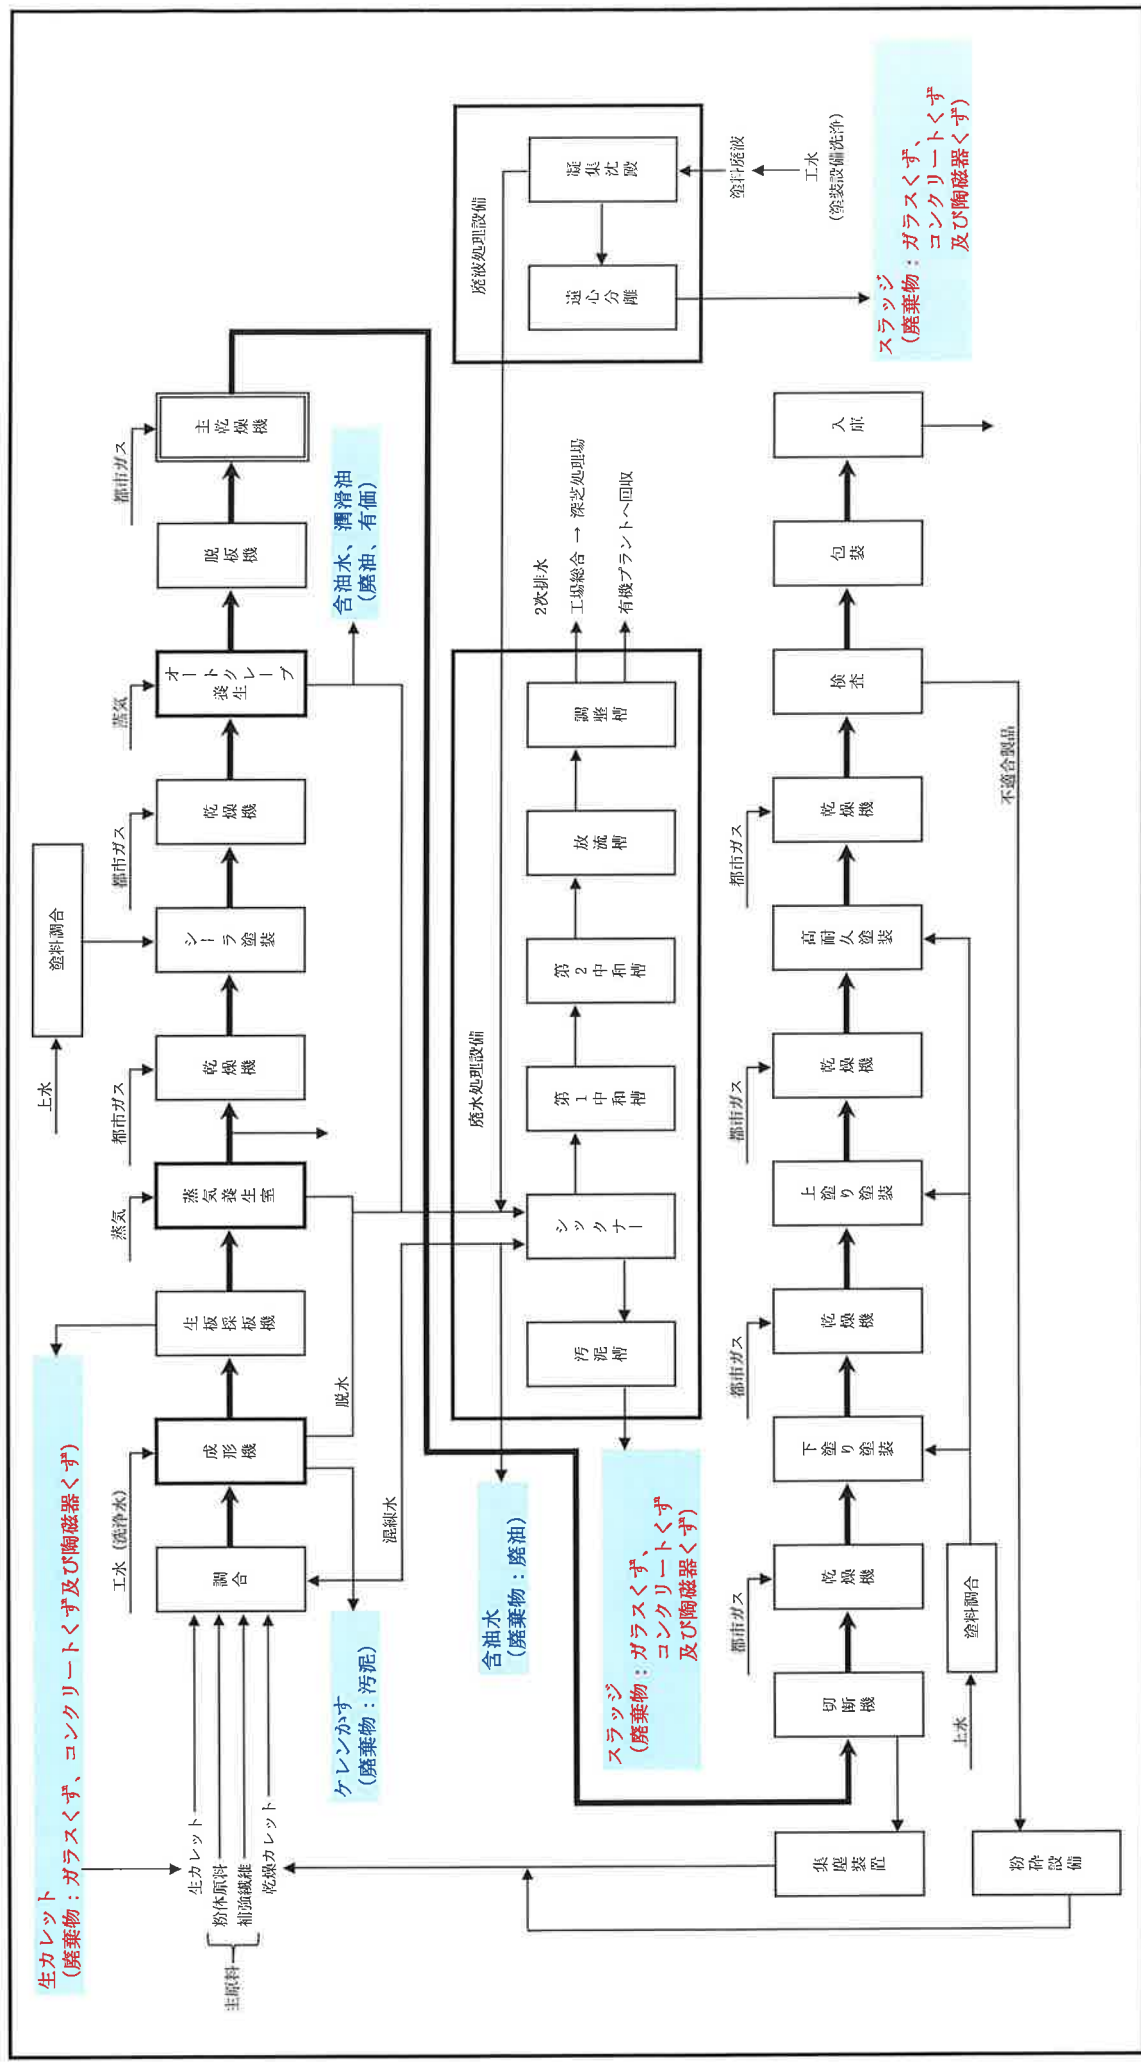 生カレット
（廃棄物：ガラスくず、コンクリートくず及び陶磁器くず）
主原料
生カレット
粉体原料
補強繊維
乾燥カレット
工水（洗浄水）
蒸気
都市ガス
上水
塗料調合
都市ガス
蒸気
都市ガス
調合
成形機
生板採板機
蒸気養生室
乾燥機
シーラ塗装
乾燥機
オートクレーブ
養生
脱板機
主乾燥機
ケレンかす
（廃棄物：汚泥）
脱水
混練水
含油水、潤滑油
（廃油、有価）
含油水
（廃棄物：廃油）
廃水処理設備
汚泥槽
シックナー
第1中和槽
第2中和槽
放流槽
調整槽
2次排水
工場総合 → 深芝処理場
有機プラントへ回収
スラッジ
（廃棄物：ガラスくず、
コンクリートくず
及び陶磁器くず）
廃液処理設備
遠心分離
凝集沈殿
塗料廃液
工水
（塗装設備洗浄）
スラッジ
（廃棄物：ガラスくず、
コンクリートくず
及び陶磁器くず）
都市ガス
都市ガス
都市ガス
都市ガス
集塵装置
切断機
乾燥機
下塗り塗装
乾燥機
上塗り塗装
乾燥機
高耐久塗装
乾燥機
検査
包装
入庫
上水
塗料調合
不適合製品
粉砕設備